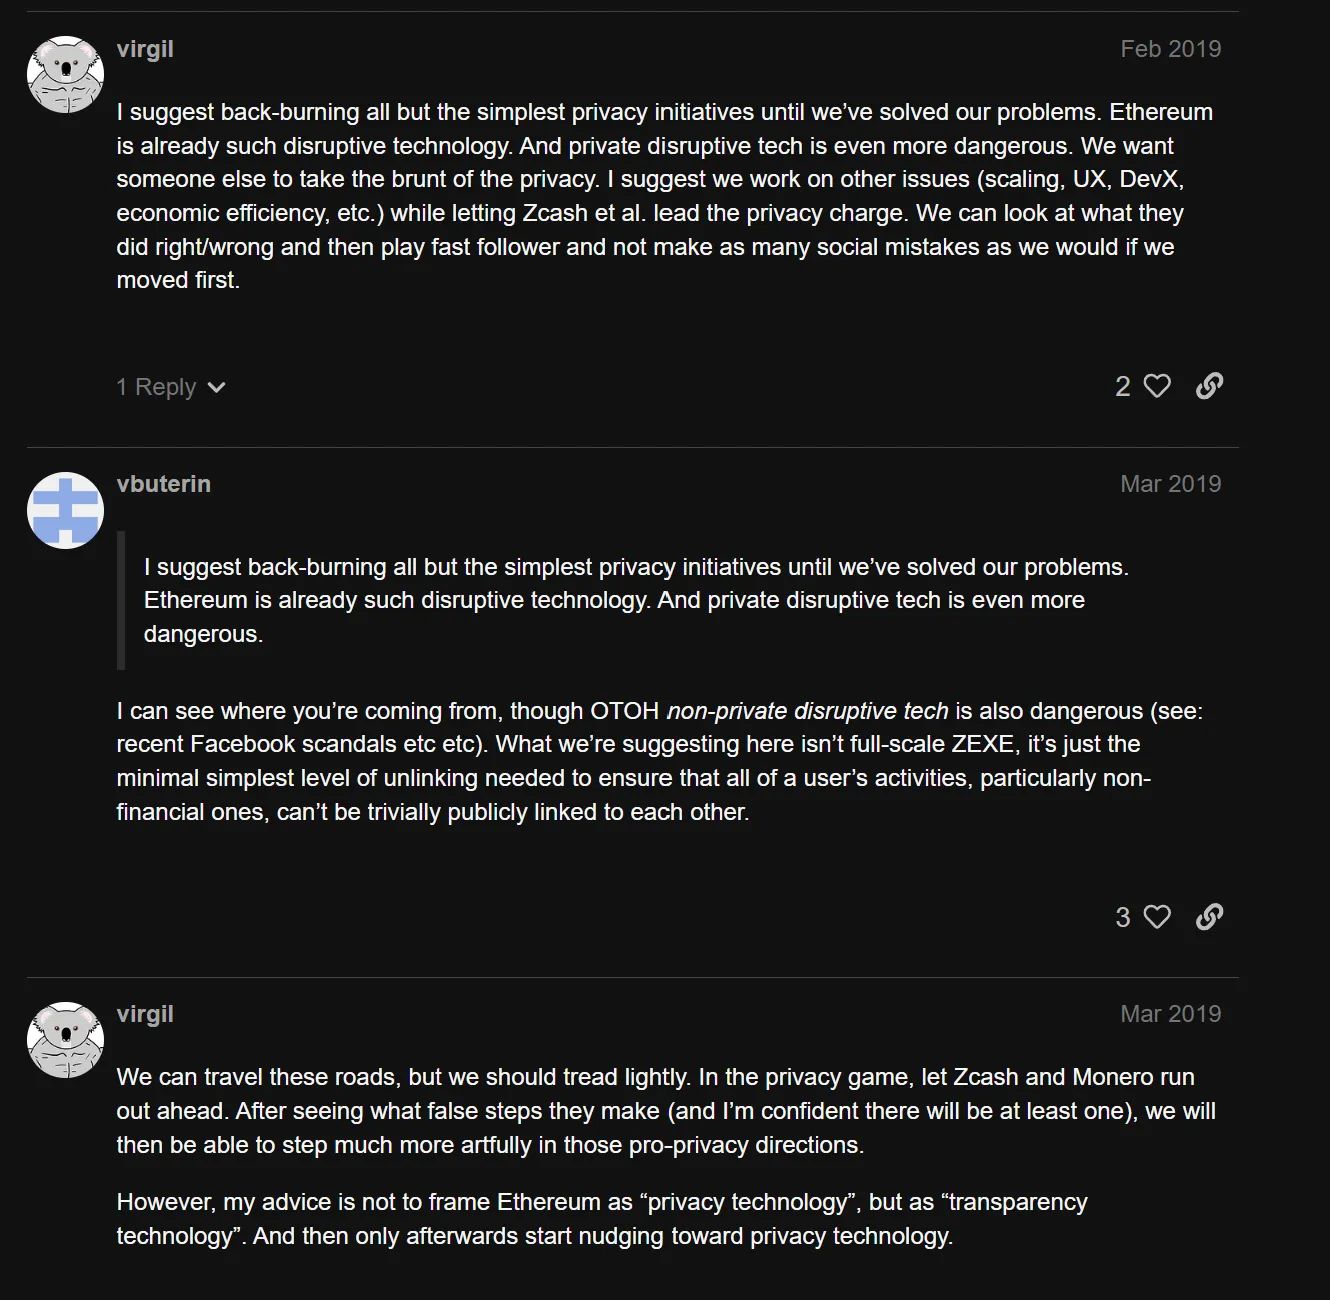 virgil
Feb 2019
I suggest back-burning all but the simplest privacy initiatives until we’ve solved our problems. Ethereum
is already such disruptive technology. And private disruptive tech is even more dangerous. We want
someone else to take the brunt of the privacy. I suggest we work on other issues (scaling, UX, DevX,
economic efficiency, etc.) while letting Zcash et al. lead the privacy charge. We can look at what they
did right/wrong and then play fast follower and not make as many social mistakes as we would if we
moved first.
1 Reply
2
vbuterin
Mar 2019
I suggest back-burning all but the simplest privacy initiatives until we’ve solved our problems.
Ethereum is already such disruptive technology. And private disruptive tech is even more
dangerous.
I can see where you’re coming from, though OTOH non-private disruptive tech is also dangerous (see:
recent Facebook scandals etc etc). What we’re suggesting here isn’t full-scale ZEXE, it’s just the
minimal simplest level of unlinking needed to ensure that all of a user’s activities, particularly non-
financial ones, can’t be trivially publicly linked to each other.
3
virgil
Mar 2019
We can travel these roads, but we should tread lightly. In the privacy game, let Zcash and Monero run
out ahead. After seeing what false steps they make (and I’m confident there will be at least one), we will
then be able to step much more artfully in those pro-privacy directions.
However, my advice is not to frame Ethereum as “privacy technology”, but as “transparency
technology”. And then only afterwards start nudging toward privacy technology.